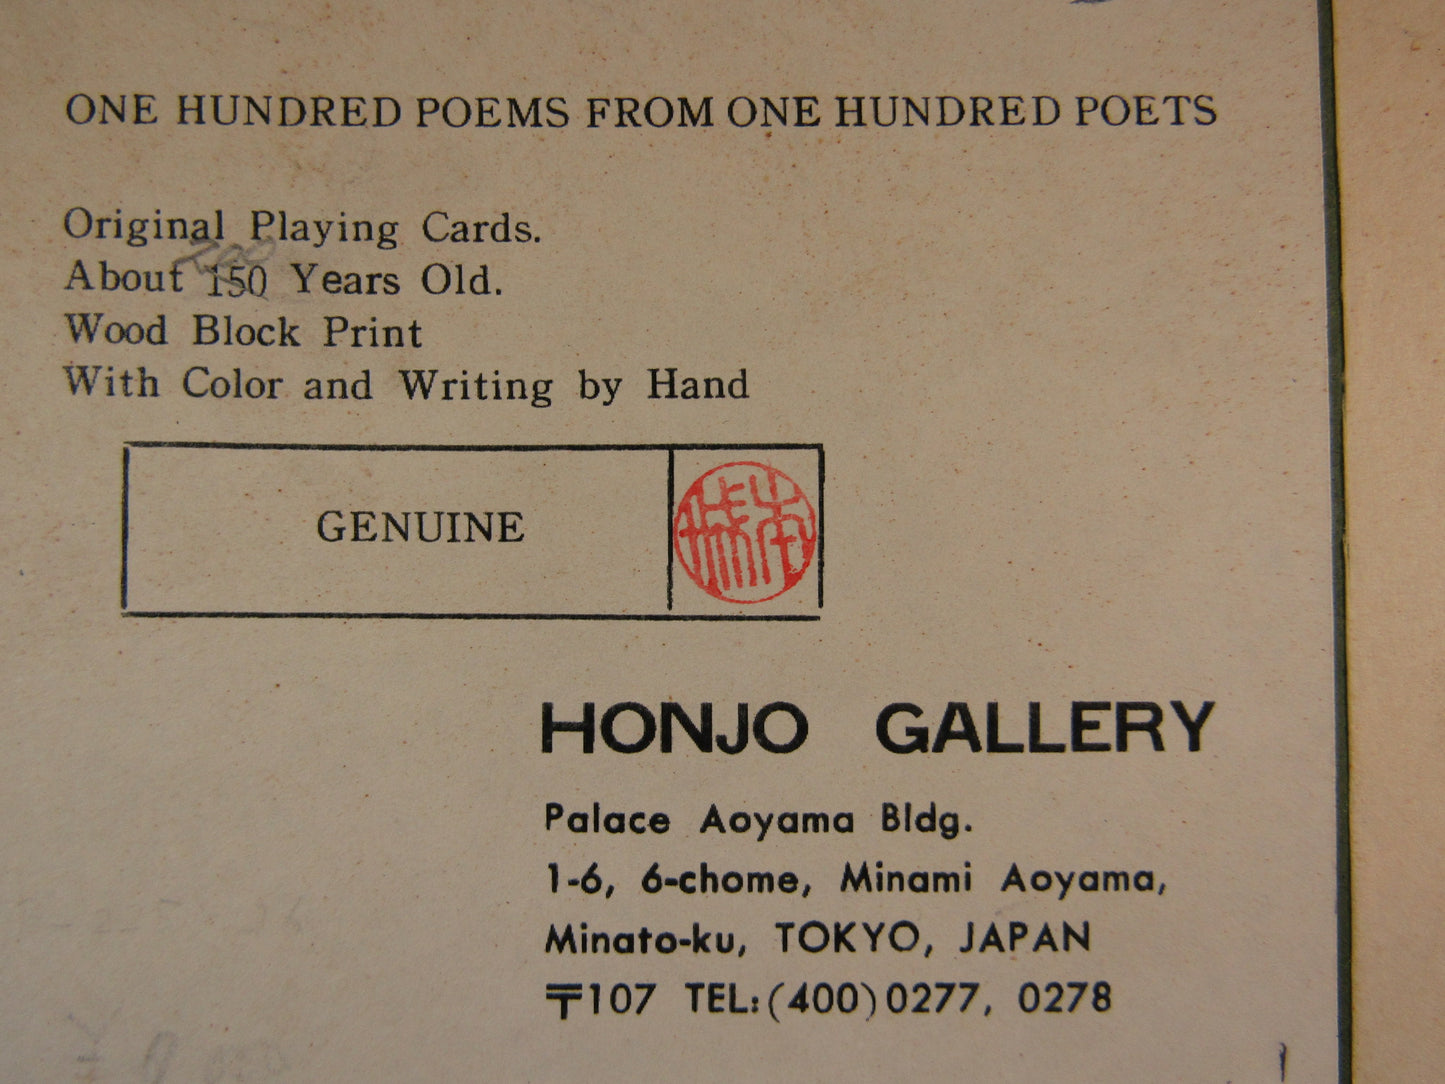 ONE HUNDRED POEMS FROM ONE HUNDRED POETS
Original Playing Cards.
200
About 150 Years Old.
Wood Block Print
With Color and Writing by Hand
GENUINE
HONJO GALLERY
Palace Aoyama Bldg.
1-6, 6-chome, Minami Aoyama,
Minato-ku, TOKYO, JAPAN
〒107 TEL:(400)0277, 0278